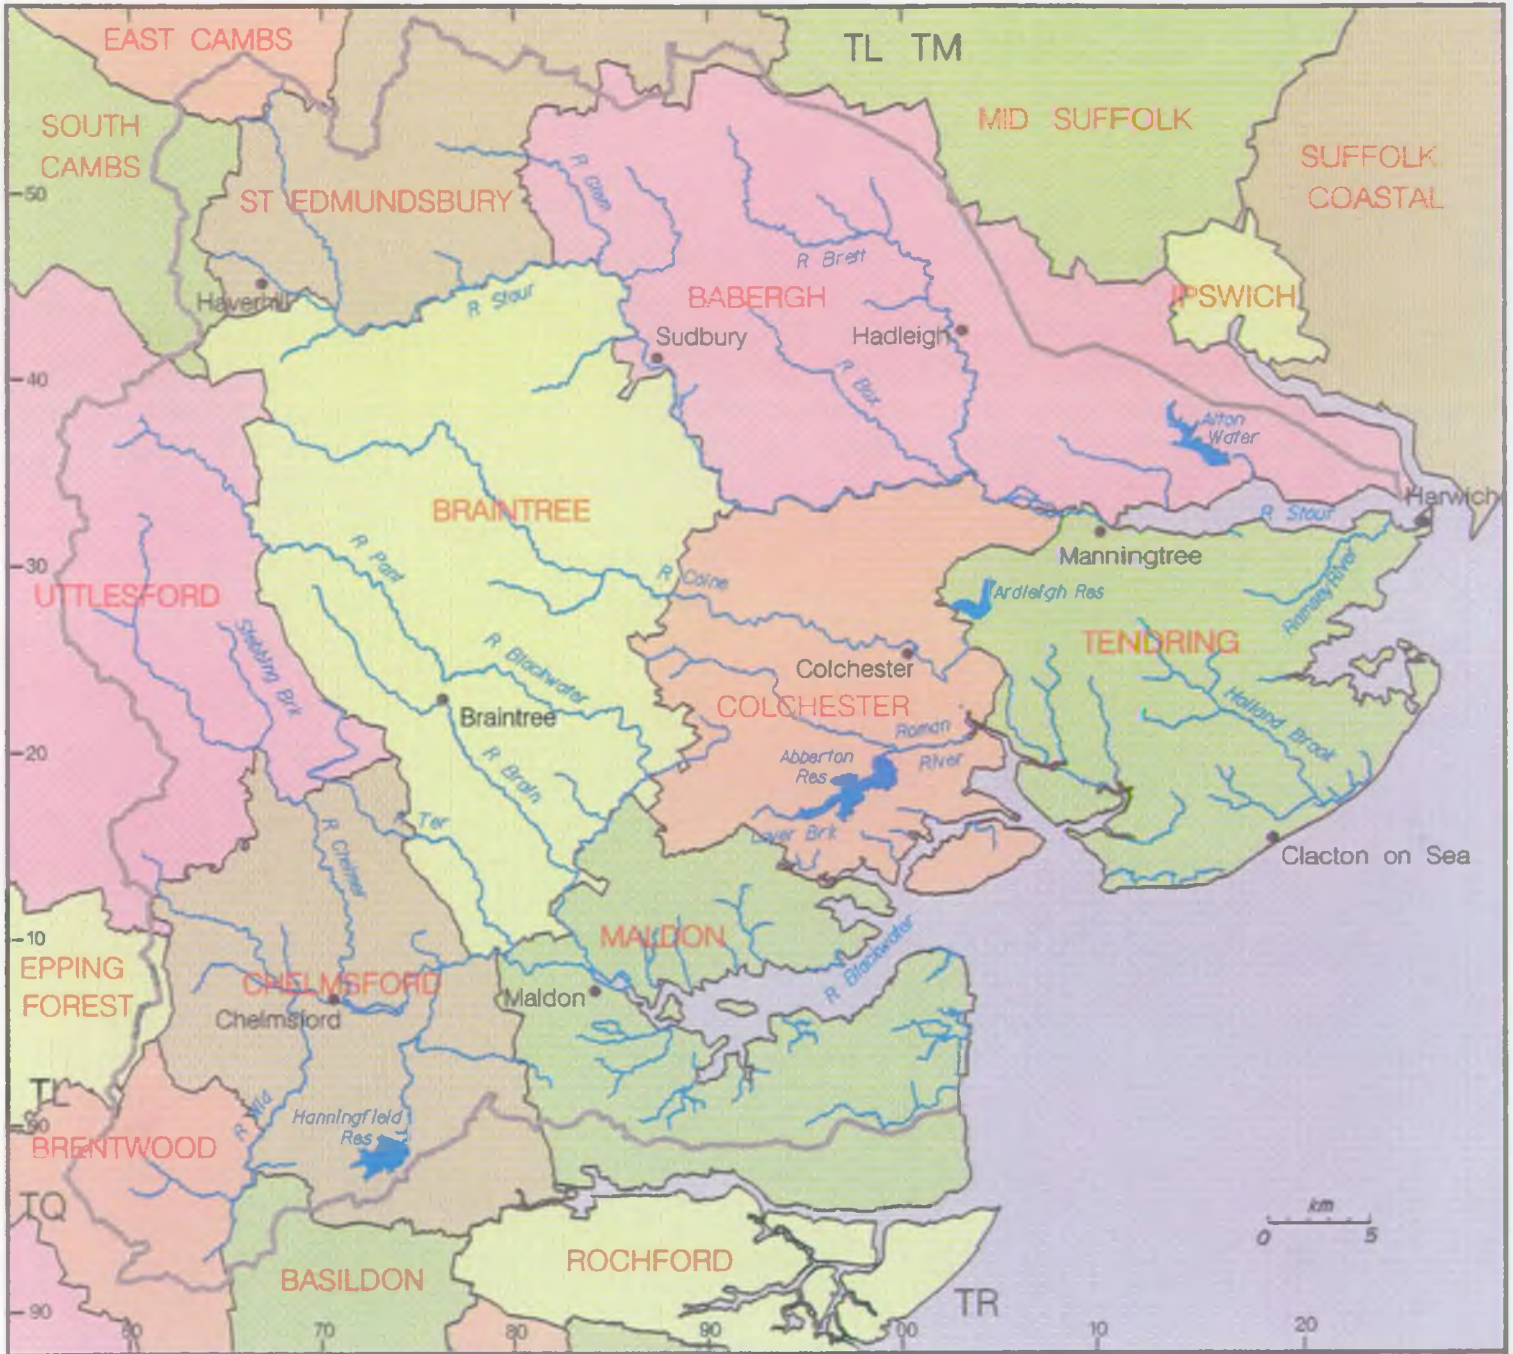 EAST CAMBS
TL TM
SOUTH
CAMBS
MID SUFFOLK
SUFFOLK
COASTAL
50
ST EDMUNDSBURY
R Glem
R Brett
Haverhill
R Stour
BABERGH
IPSWICH
Sudbury
Hadleigh
40
R Box
Alton
Water
Harwich
BRAINTREE
R Stour
R Pant
Manningtree
30
R Colne
Ardleigh Res
Ramsey River
UTTLESFORD
Stebbing Brk
TENDRING
R Blackwater
Colchester
COLCHESTER
Holland Brook
Braintree
Roman
River
20
R Brain
Abberton
Res
R Ter
Layer Brk
R Chelmer
Clacton on Sea
10
MALDON
EPPING
FOREST
CHELMSFORD
R Blackwater
Maldon
Chelmsford
TL
R Wid
Hanningfield
Res
BRENTWOOD
TQ
km
0 5
ROCHFORD
BASILDON
TR
90
80 70 80 90 00 10 20